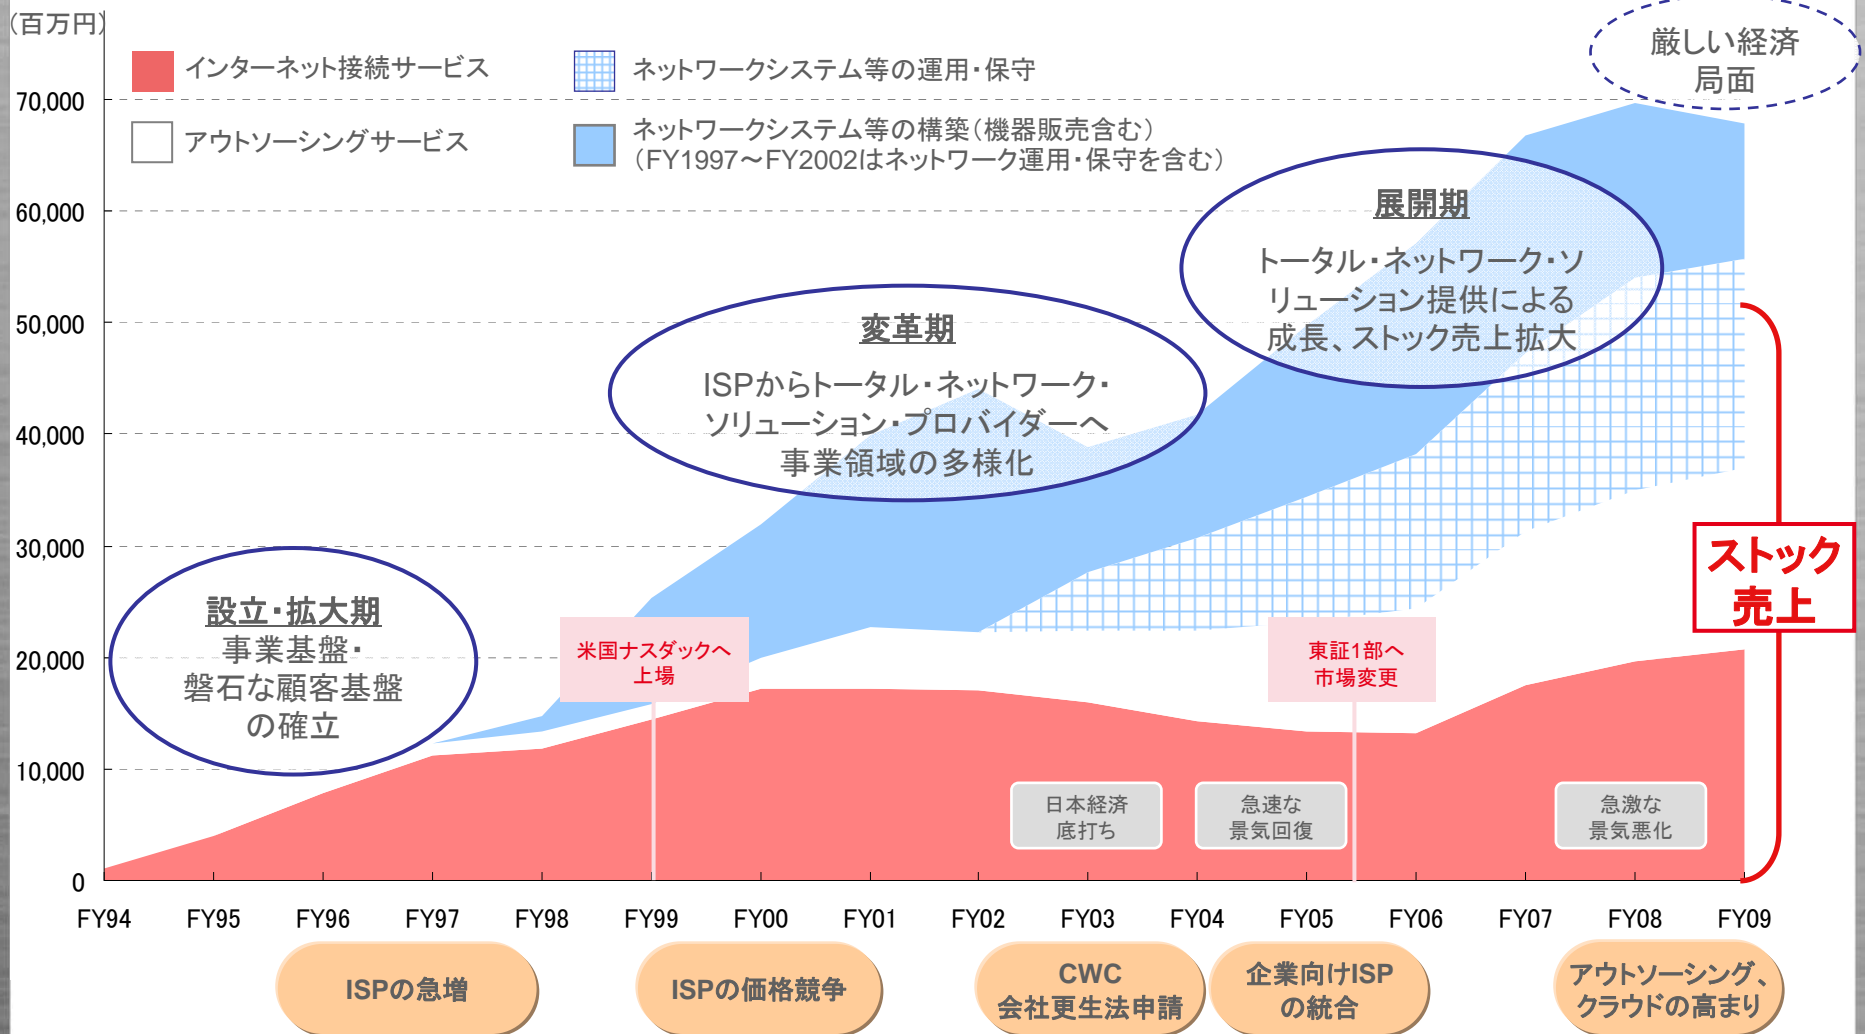 (百万円)
厳しい経済
局面
インターネット接続サービス
ネットワークシステム等の運用・保守
アウトソーシングサービス
ネットワークシステム等の構築(機器販売含む)
(FY1997~FY2002はネットワーク運用・保守を含む)
70,000
60,000
50,000
40,000
30,000
20,000
10,000
0
展開期
トータル・ネットワーク・ソ
リューション提供による
成長、ストック売上拡大
変革期
ISPからトータル・ネットワーク・
ソリューション・プロバイダーへ
事業領域の多様化
設立・拡大期
事業基盤・
磐石な顧客基盤
の確立
米国ナスダックへ
上場
東証1部へ
市場変更
ストック
売上
日本経済
底打ち
急速な
景気回復
急激な
景気悪化
FY94 FY95 FY96 FY97 FY98 FY99 FY00 FY01 FY02 FY03 FY04 FY05 FY06 FY07 FY08 FY09
ISPの急増
ISPの価格競争
CWC
会社更生法申請
企業向けISP
の統合
アウトソーシング、
クラウドの高まり